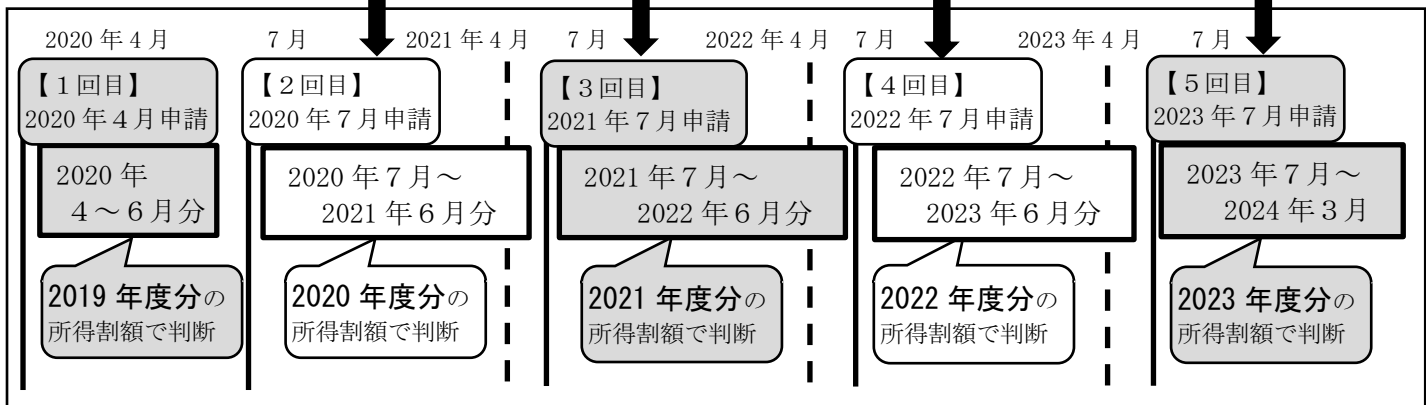 2020年4月 7月 2021年4月 7月 2022年4月 7月 2023年4月 7月
【1回目】
2020年4月申請
【2回目】
2020年7月申請
【3回目】
2021年7月申請
【4回目】
2022年7月申請
【5回目】
2023年7月申請
2020年
4～6月分
2020年7月～
2021年6月分
2021年7月～
2022年6月分
2022年7月～
2023年6月分
2023年7月～
2024年3月
2019年度分の
所得割額で判断
2020年度分の
所得割額で判断
2021年度分の
所得割額で判断
2022年度分の
所得割額で判断
2023年度分の
所得割額で判断